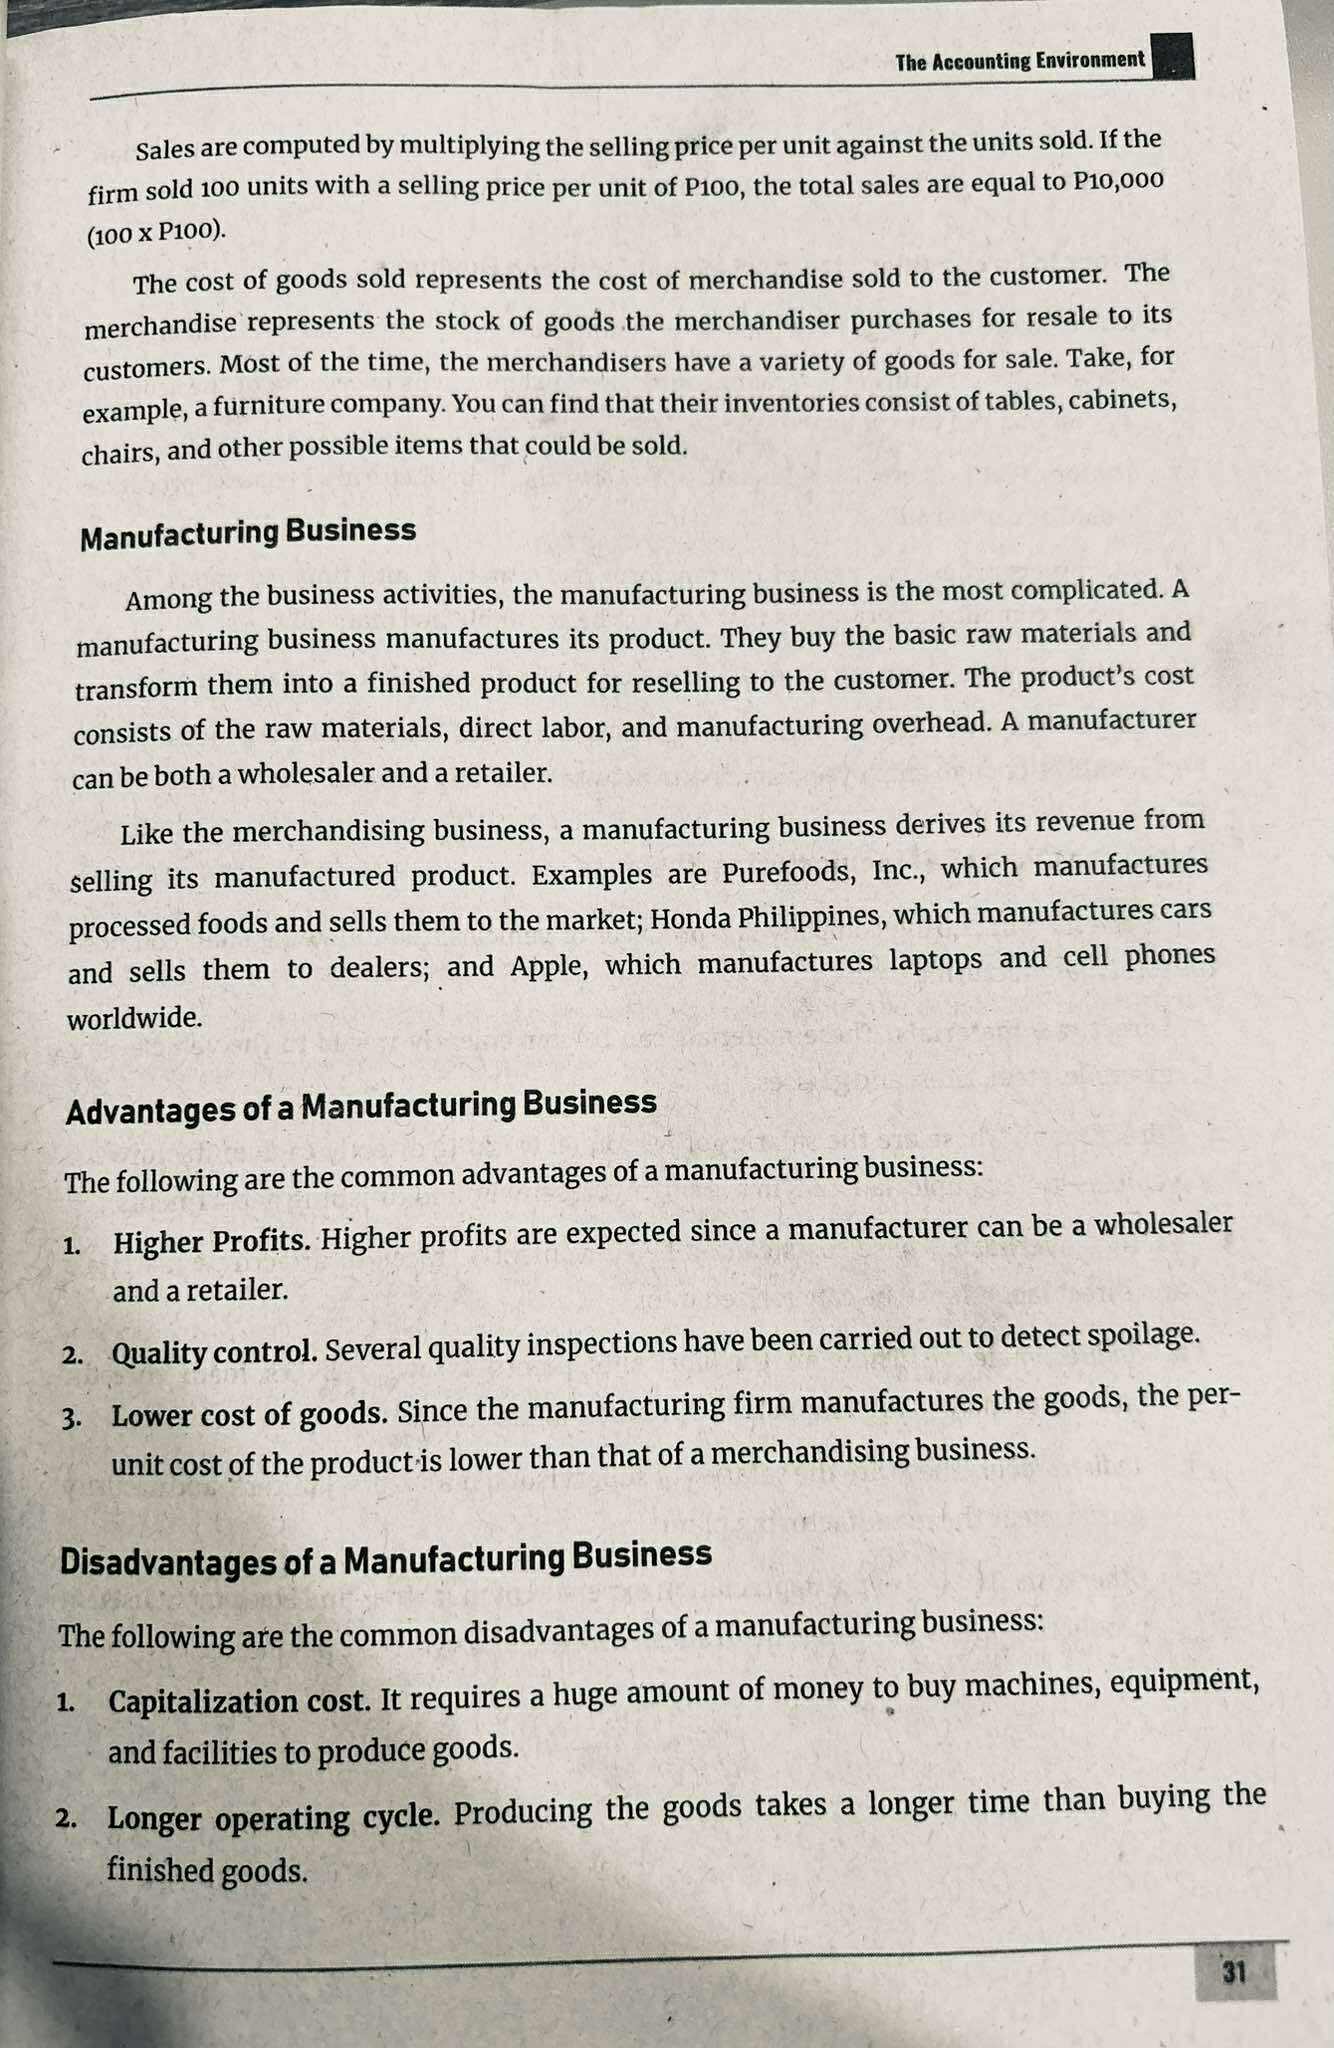 The Accounting Environment
Sales are computed by multiplying the selling price per unit against the units sold. If the
firm sold 100 units with a selling price per unit of P100, the total sales are equal to P10,000
(100 x P100).
The cost of goods sold represents the cost of merchandise sold to the customer. The
merchandise represents the stock of goods the merchandiser purchases for resale to its
customers. Most of the time, the merchandisers have a variety of goods for sale. Take, for
example, a furniture company. You can find that their inventories consist of tables, cabinets,
chairs, and other possible items that could be sold.
Manufacturing Business
Among the business activities, the manufacturing business is the most complicated. A
manufacturing business manufactures its product. They buy the basic raw materials and
transform them into a finished product for reselling to the customer. The product's cost
consists of the raw materials, direct labor, and manufacturing overhead. A manufacturer
can be both a wholesaler and a retailer.
Like the merchandising business, a manufacturing business derives its revenue from
selling its manufactured product. Examples are Purefoods, Inc., which manufactures
processed foods and sells them to the market; Honda Philippines, which manufactures cars
and sells them to dealers; and Apple, which manufactures laptops and cell phones
worldwide.
Advantages of a Manufacturing Business
The following are the common advantages of a manufacturing business:
1. Higher Profits. Higher profits are expected since a manufacturer can be a wholesaler
and a retailer.
2. Quality control. Several quality inspections have been carried out to detect spoilage.
3. Lower cost of goods. Since the manufacturing firm manufactures the goods, the per-
unit cost of the product is lower than that of a merchandising business.
Disadvantages of a Manufacturing Business
The following are the common disadvantages of a manufacturing business:
1. Capitalization cost. It requires a huge amount of money to buy machines, equipment,
and facilities to produce goods.
2. Longer operating cycle. Producing the goods takes a longer time than buying the
finished goods.
31